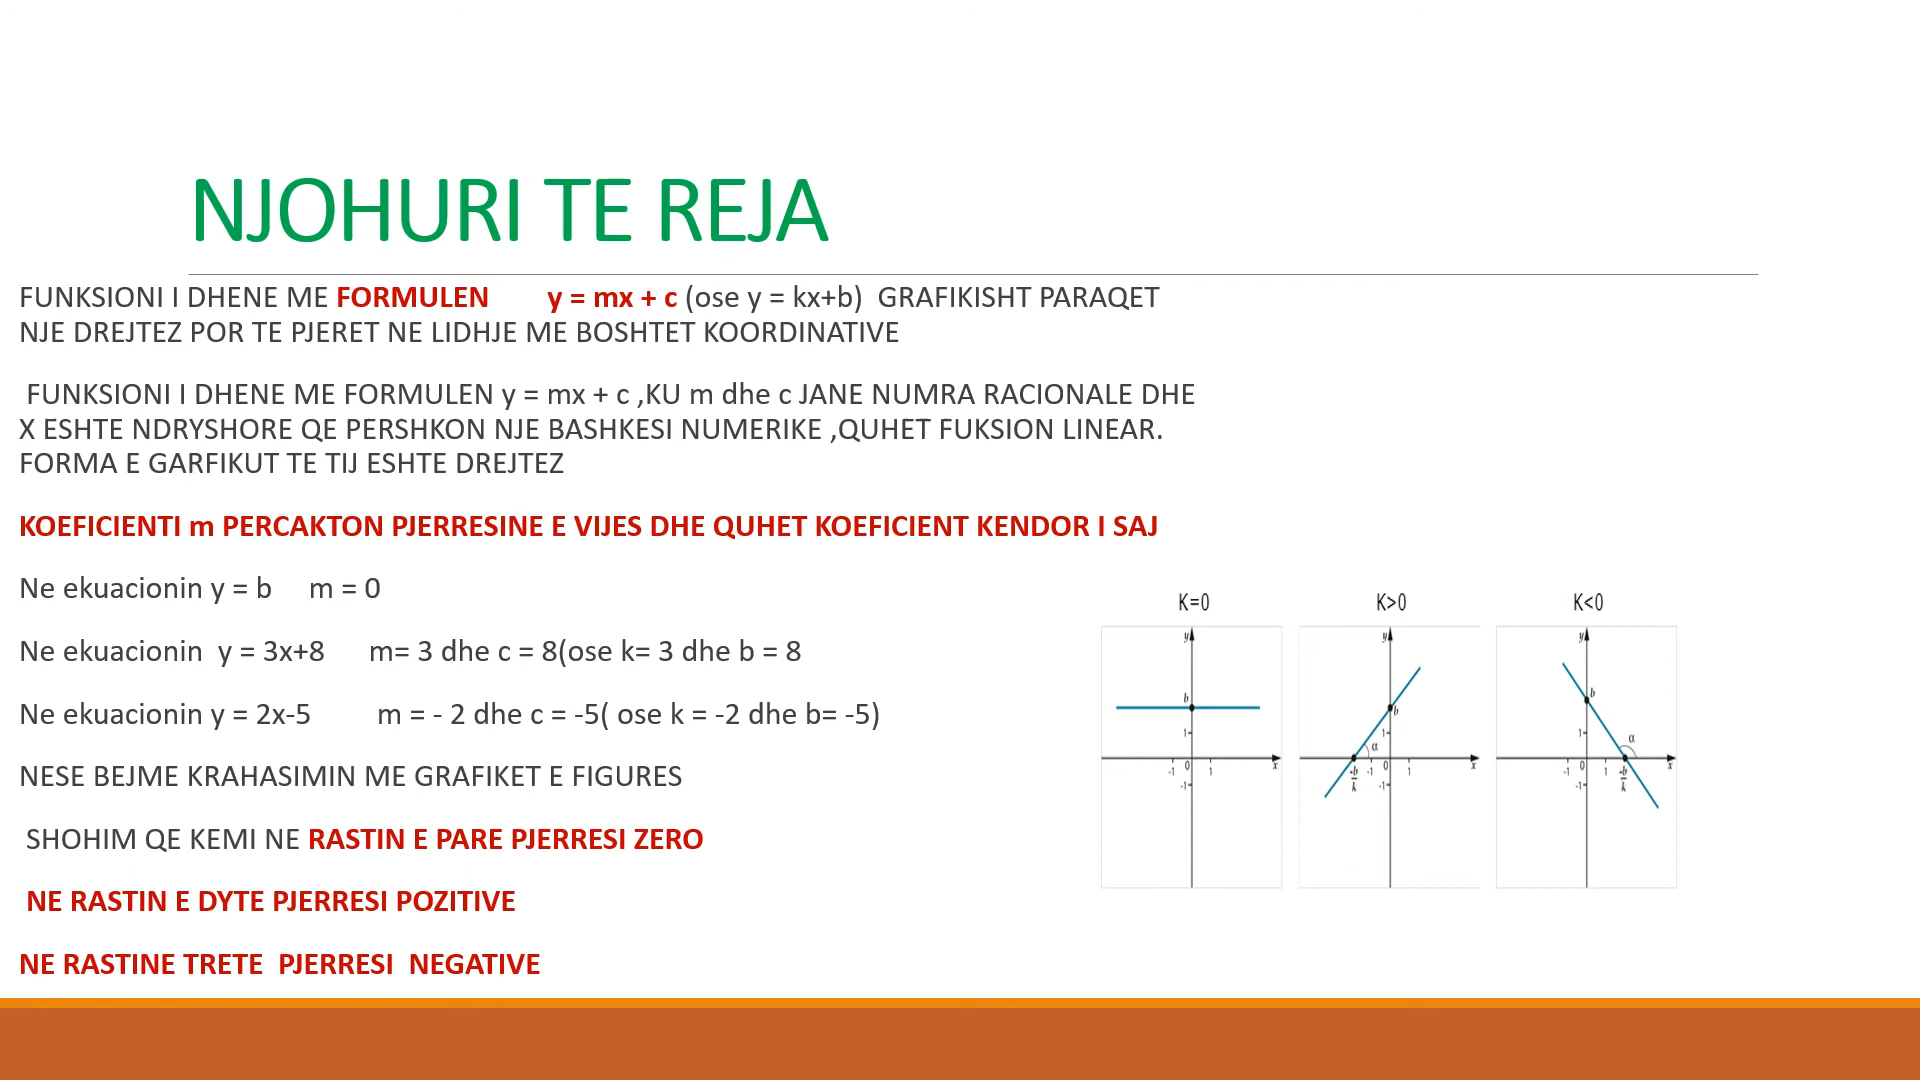 NJOHURI TE REJA
FUNKSIONI I DHENE ME FORMULEN y = mx + c (ose y = kx+b) GRAFIKISHT PARAQET
NJE DREJTEZ POR TE PJERET NE LIDHJE ME BOSHTET KOORDINATIVE
FUNKSIONI I DHENE ME FORMULEN y = mx + c ,KU m dhe c JANE NUMRA RACIONALE DHE
X ESHTE NDRYSHORE QE PERSHKON NJE BASHKESI NUMERIKE ,QUHET FUKSION LINEAR.
FORMA E GARFIKUT TE TIJ ESHTE DREJTEZ
KOEFICIENTI m PERCAKTON PJERRESINE E VIJES DHE QUHET KOEFICIENT KENDOR I SAJ
Ne ekuacionin y = b m = 0
Ne ekuacionin y = 3x+8 m= 3 dhe c = 8(ose k= 3 dhe b = 8
Ne ekuacionin y = 2x-5 m = - 2 dhe c = -5( ose k = -2 dhe b= -5)
NESE BEJME KRAHASIMIN ME GRAFIKET E FIGURES
SHOHIM QE KEMI NE RASTIN E PARE PJERRESI ZERO
NE RASTIN E DYTE PJERRESI POZITIVE
NE RASTINE TRETE PJERRESI NEGATIVE
K=0
y
b
1
-1 0 1 x
-1
K>0
y
b
1
α
-b/k -1 0 1 x
-1
K<0
y
b
1
α
-1 0 1 -b/k x
-1